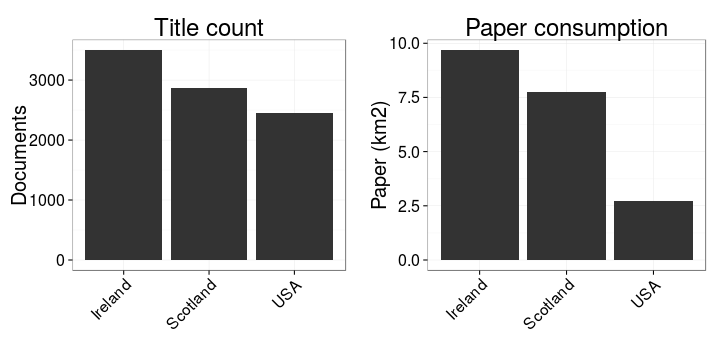 Title count
Documents
3000
2000
1000
0
Ireland
Scotland
USA
Paper consumption
Paper (km2)
10.0
7.5
5.0
2.5
0.0
Ireland
Scotland
USA